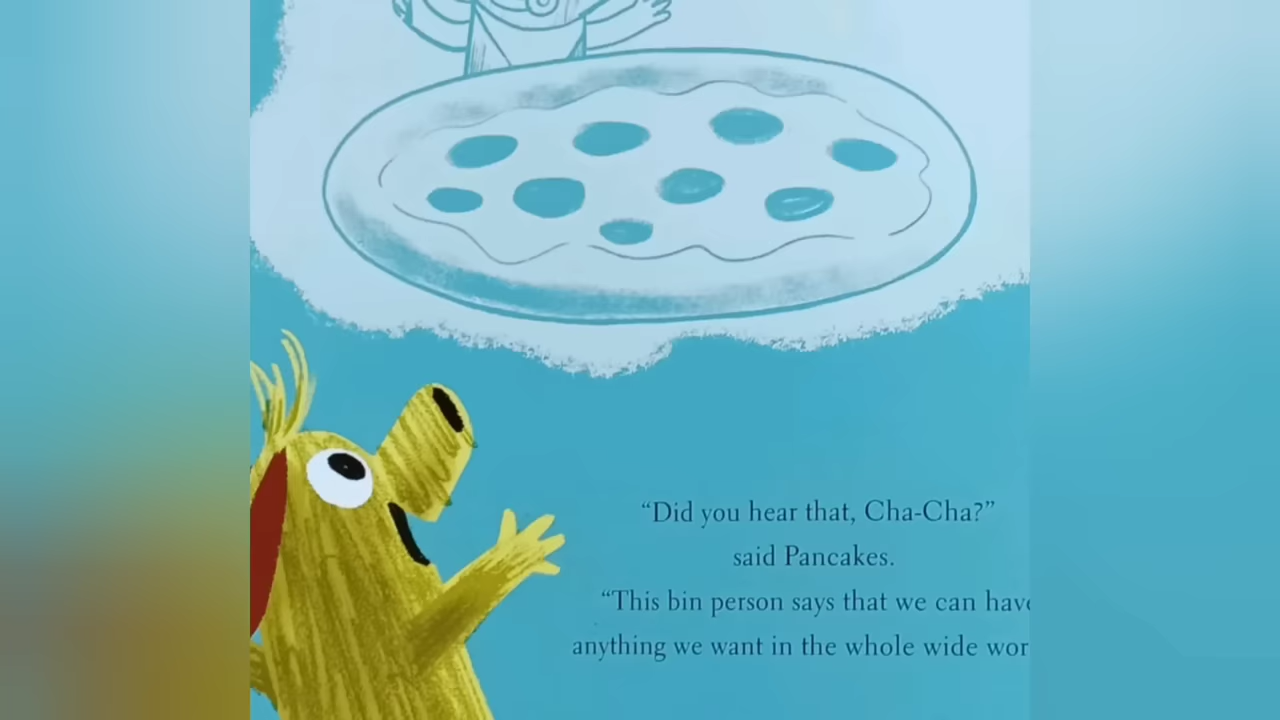 “Did you hear that, Cha-Cha?”
said Pancakes.
“This bin person says that we can have
anything we want in the whole wide wor